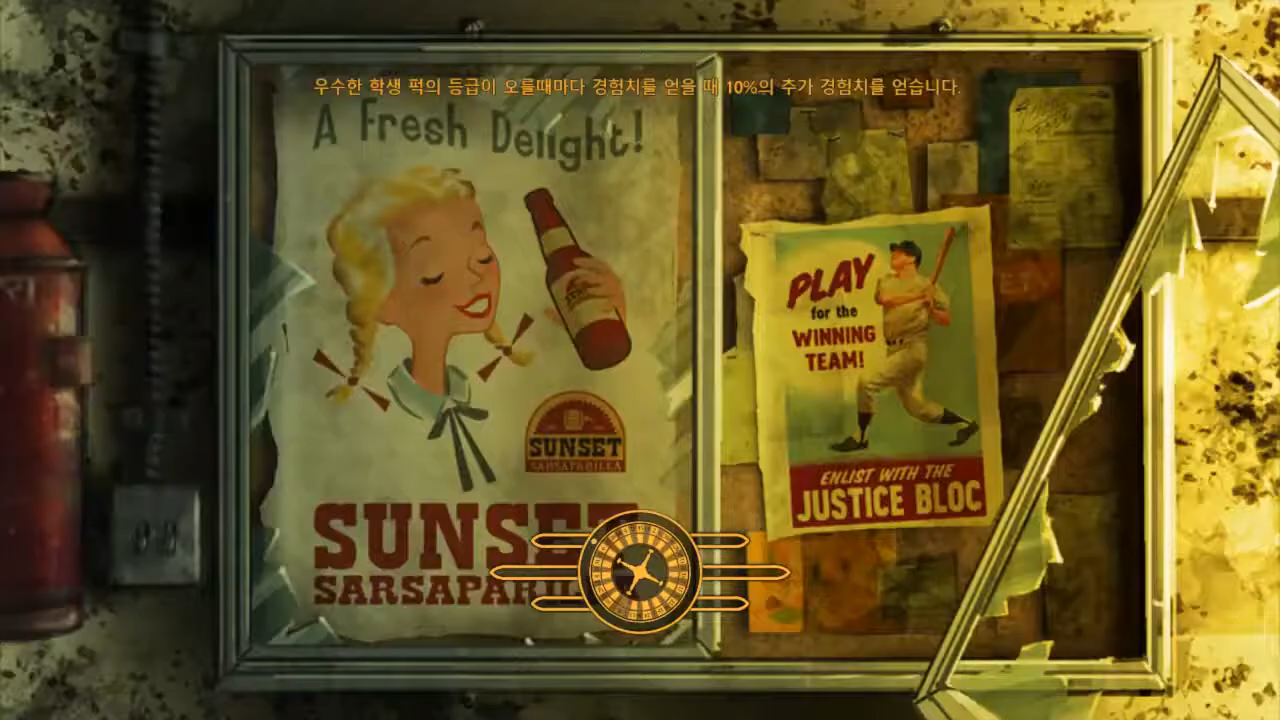 우수한 학생 퍽의 등급이 오를때마다 경험치를 얻을 때 10%의 추가 경험치를 얻습니다.
A Fresh Delight!
SUNSET
SARSAPARILLA
SUNSET
SARSAPARIL
PLAY
for the
WINNING
TEAM!
ENLIST WITH THE
JUSTICE BLOC